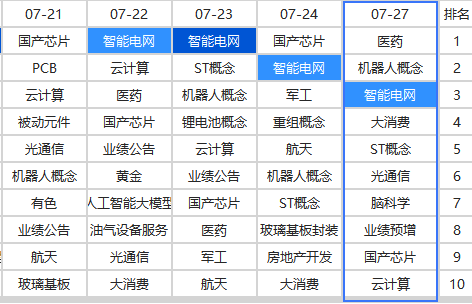 07-21 07-22 07-23 07-24 07-27 排名
国产芯片 智能电网 智能电网 国产芯片 医药 1
PCB 云计算 ST概念 智能电网 机器人概念 2
云计算 医药 机器人概念 军工 智能电网 3
被动元件 国产芯片 锂电池概念 重组概念 大消费 4
光通信 业绩公告 云计算 航天 ST概念 5
机器人概念 黄金 业绩公告 机器人概念 光通信 6
有色 人工智能大模型 国产芯片 ST概念 脑科学 7
业绩公告 油气设备服务 医药 玻璃基板封装 业绩预增 8
航天 光通信 军工 房地产开发 国产芯片 9
玻璃基板 大消费 航天 大消费 云计算 10